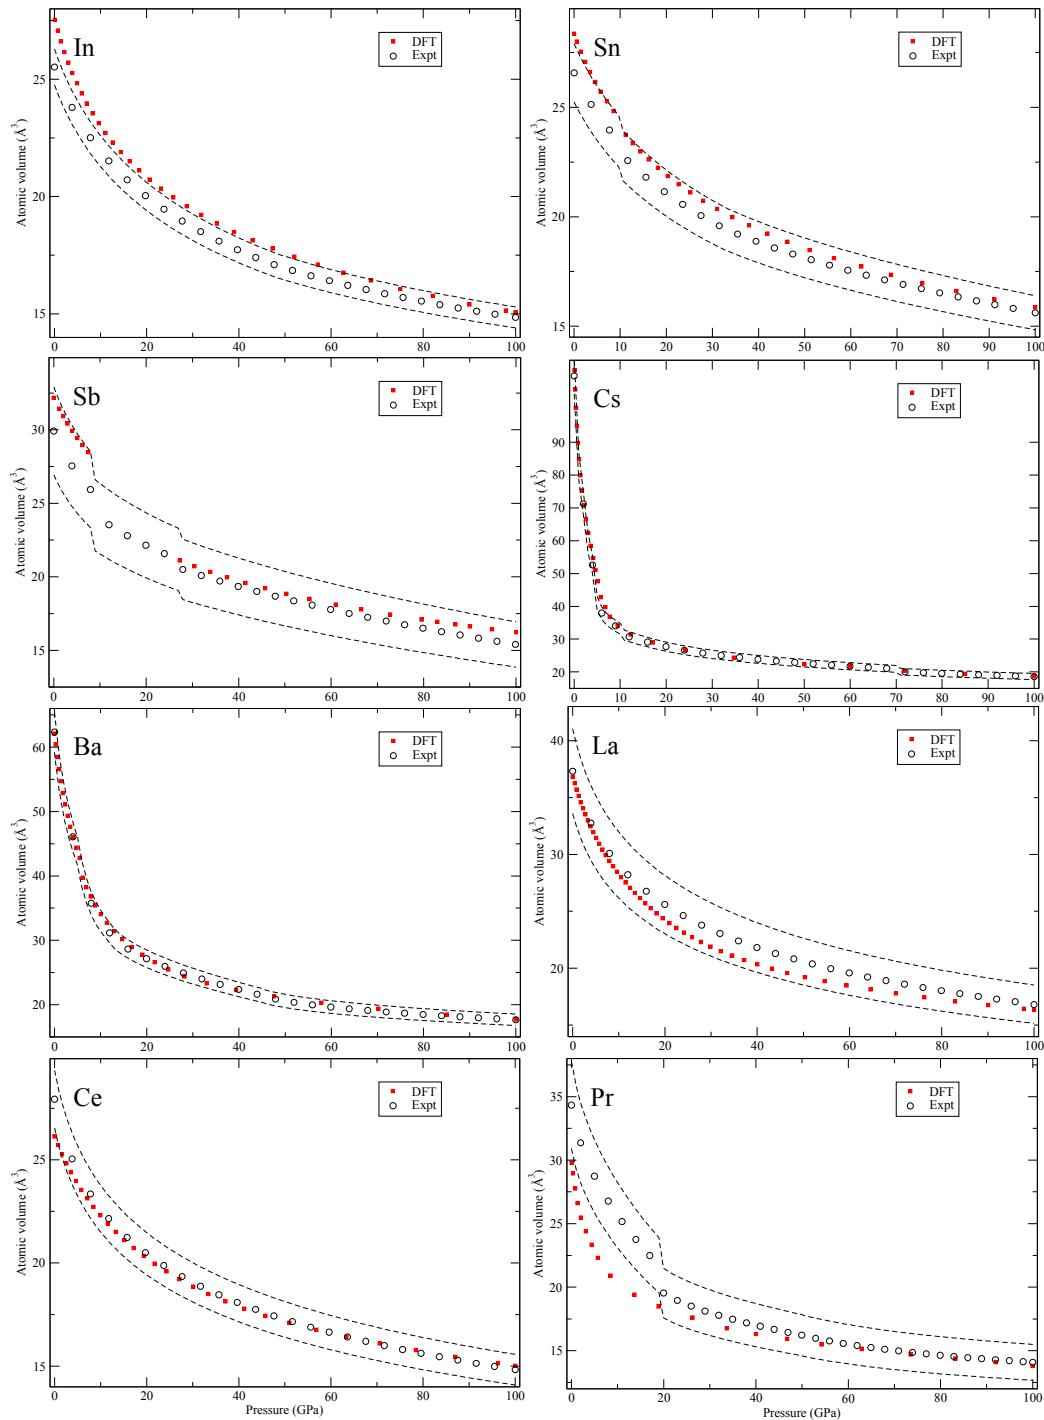 In
DFT
Expt
Atomic volume (Å³)
25
20
15
0 20 40 60 80 100
Sn
DFT
Expt
Atomic volume (Å³)
25
20
15
0 10 20 30 40 50 60 70 80 90 100
Sb
DFT
Expt
Atomic volume (Å³)
30
25
20
15
0 20 40 60 80 100
Cs
DFT
Expt
Atomic volume (Å³)
90
80
70
60
50
40
30
20
0 10 20 30 40 50 60 70 80 90 100
Ba
DFT
Expt
Atomic volume (Å³)
60
50
40
30
20
0 20 40 60 80 100
La
DFT
Expt
Atomic volume (Å³)
40
30
20
0 20 40 60 80 100
Ce
DFT
Expt
Atomic volume (Å³)
25
20
15
0 20 40 60 80 100
Pressure (GPa)
Pr
DFT
Expt
Atomic volume (Å³)
35
30
25
20
15
0 20 40 60 80 100
Pressure (GPa)